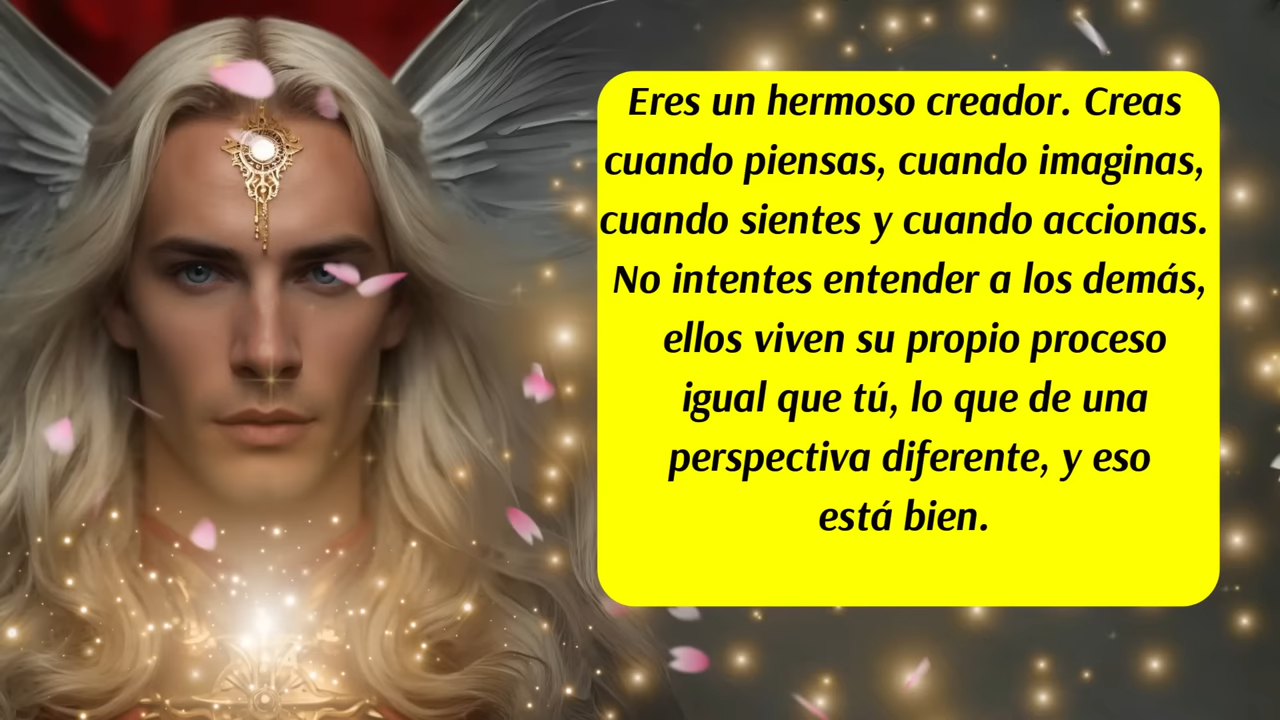 Eres un hermoso creador. Creas
cuando piensas, cuando imaginas,
cuando sientes y cuando accionas.
No intentes entender a los demás,
ellos viven su propio proceso
igual que tú, lo que de una
perspectiva diferente, y eso
está bien.